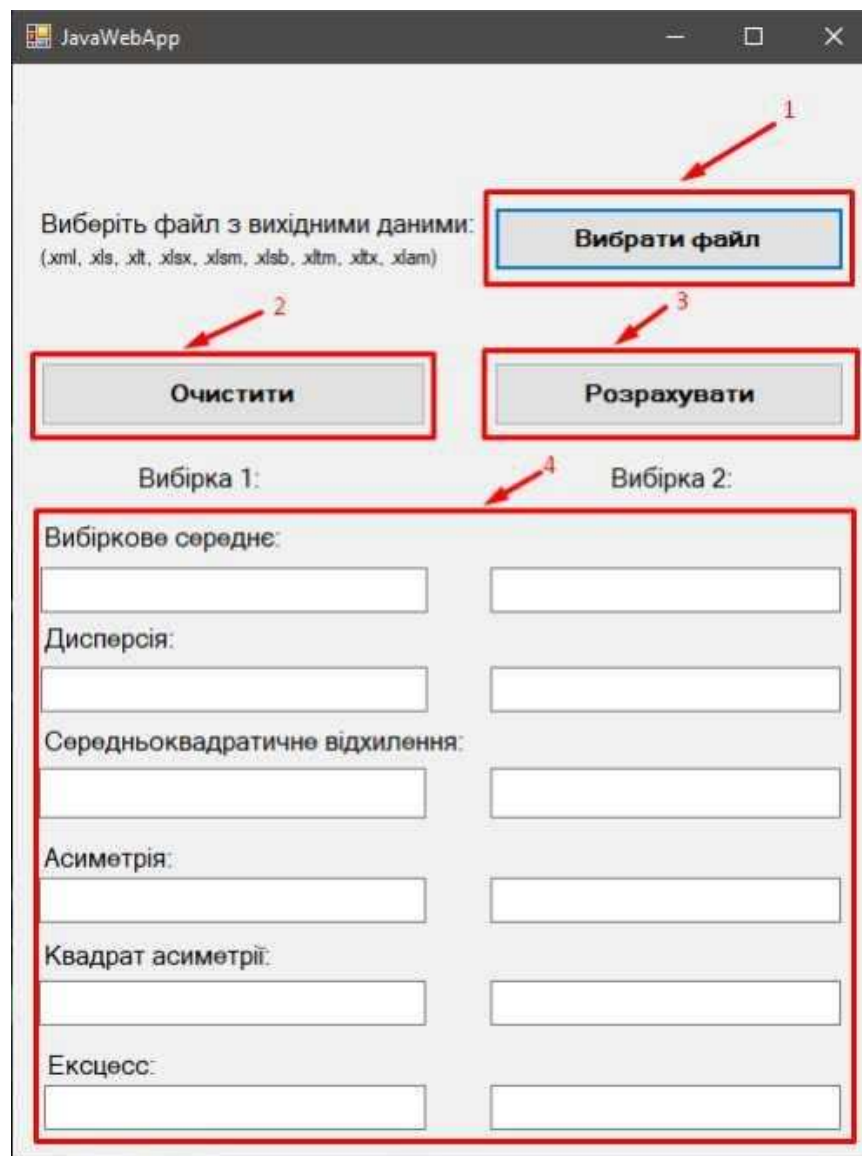 JavaWebApp
1
Виберіть файл з вихідними даними:
Вибрати файл
(.xml, .xls, .xlt, .xlsx, .xlsm, .xlsb, .xltm, .xltx, .xlam)
2
3
Очистити
Розрахувати
Вибірка 1:
4
Вибірка 2:
Вибіркове середнє:
Дисперсія:
Середньоквадратичне відхилення:
Асиметрія:
Квадрат асиметрії:
Ексцесс: